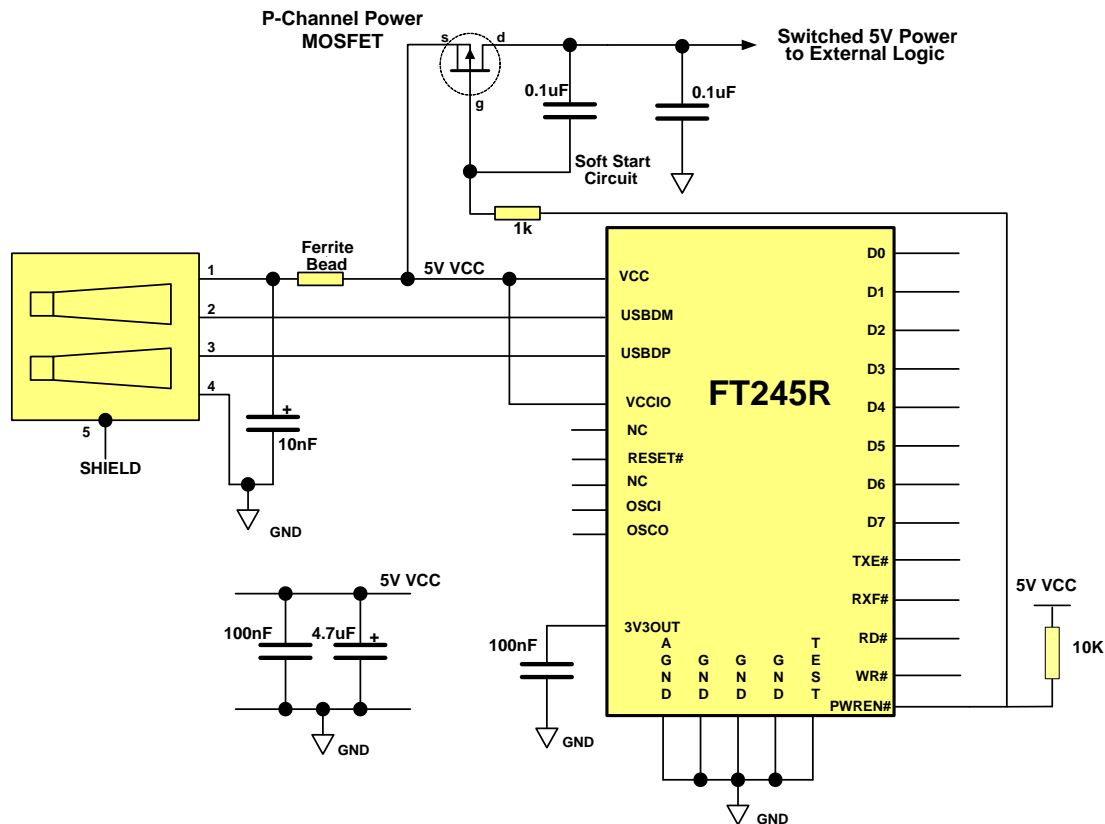 P-Channel Power
MOSFET
s
d
g
Switched 5V Power
to External Logic
0.1uF
0.1uF
Soft Start
Circuit
1k
Ferrite
Bead
5V VCC
1
2
3
4
5
SHIELD
+
10nF
GND
VCC
USBDM
USBDP
VCCIO
NC
RESET#
NC
OSCI
OSCO
3V3OUT
FT245R
D0
D1
D2
D3
D4
D5
D6
D7
TXE#
RXF#
RD#
WR#
PWREN#
AGND
GND
GND
GND
TEST
5V VCC
10K
5V VCC
100nF
4.7uF
+
GND
100nF
GND
GND